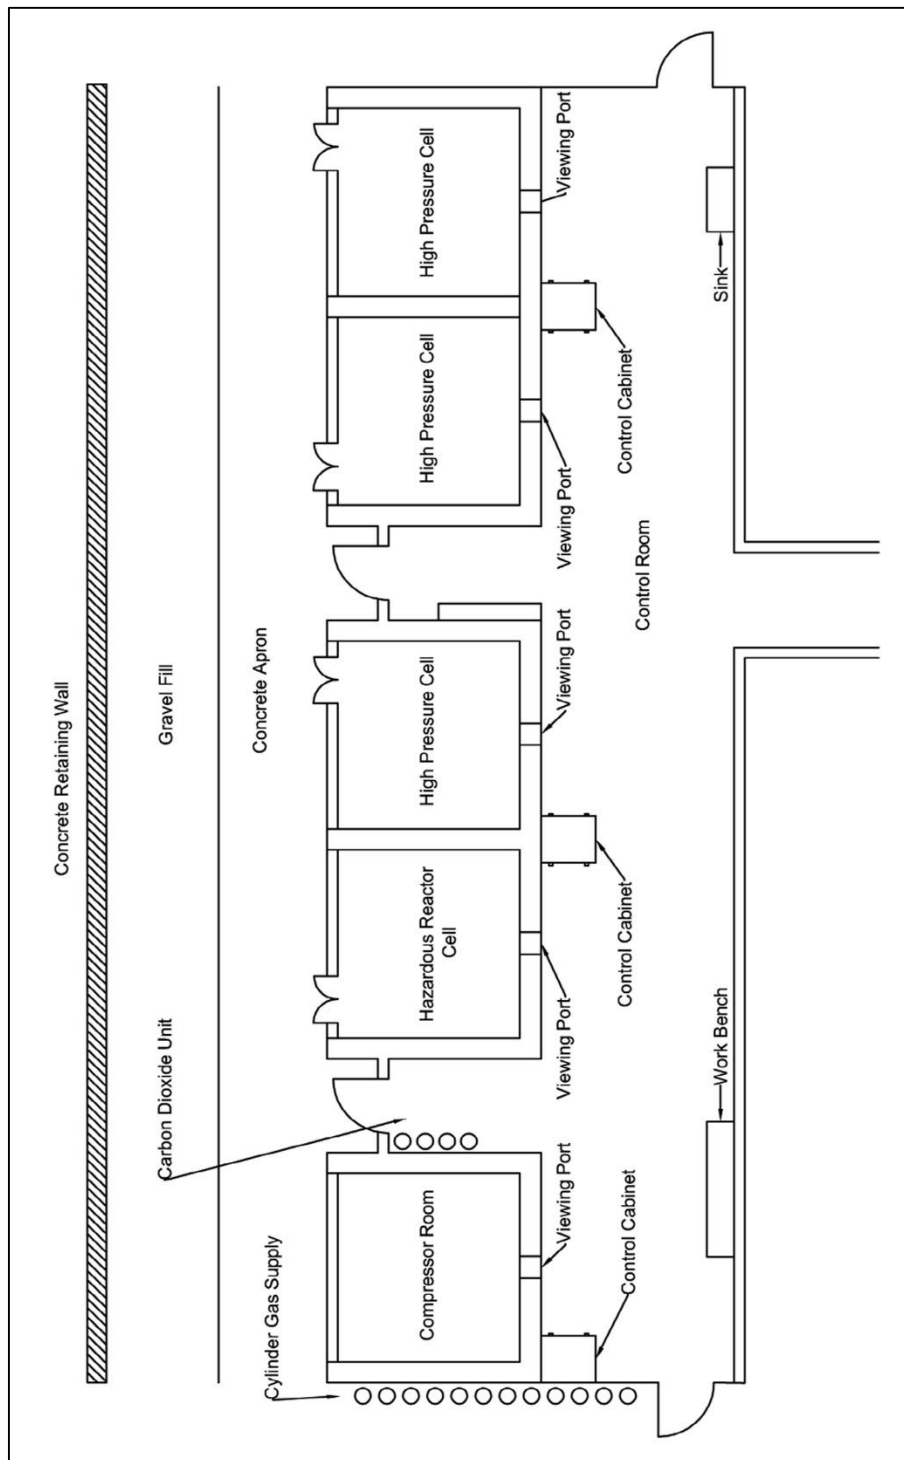 Concrete Retaining Wall
Gravel Fill
Carbon Dioxide Unit
Concrete Apron
Cylinder Gas Supply
Compressor Room
Hazardous Reactor
Cell
High Pressure Cell
High Pressure Cell
High Pressure Cell
Viewing Port
Viewing Port
Viewing Port
Viewing Port
Viewing Port
Control Cabinet
Control Cabinet
Control Cabinet
Control Room
Work Bench
Sink